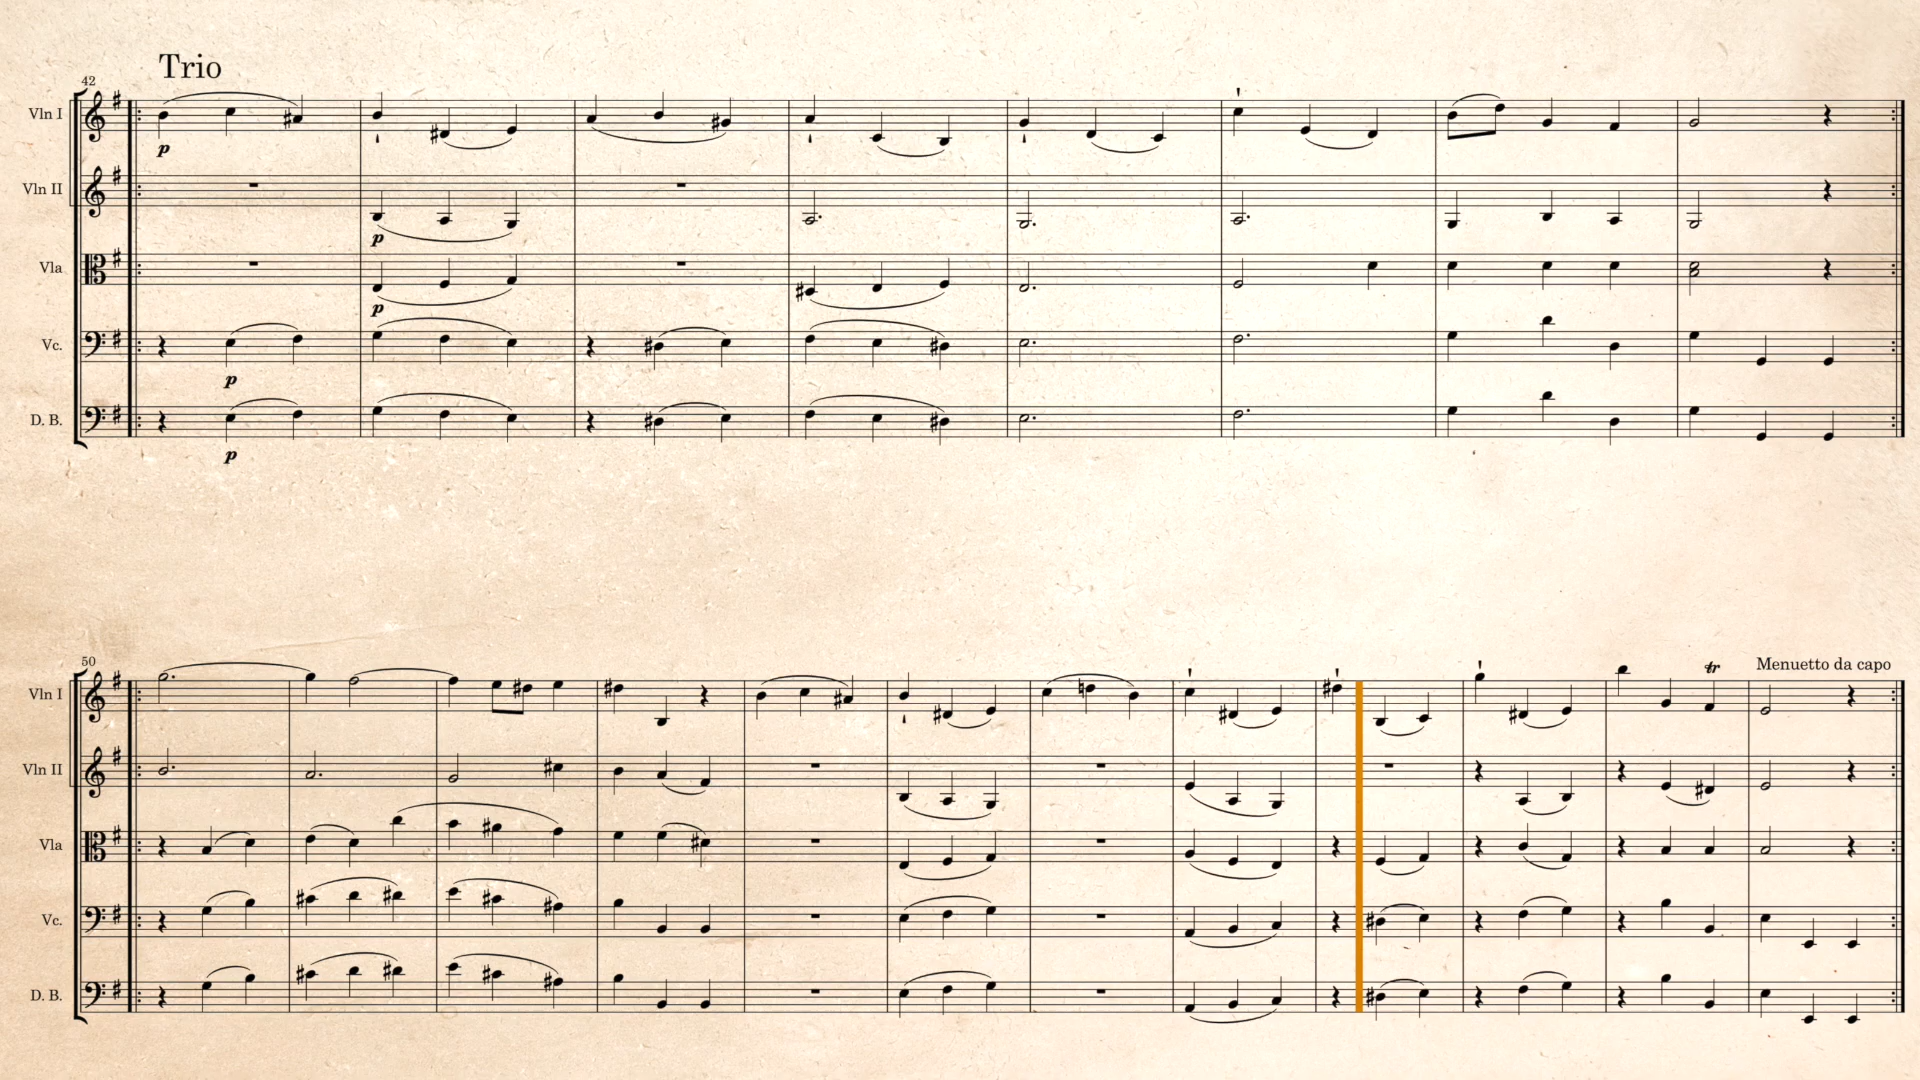 Trio
42
Vln I
p
Vln II
p
Vla
p
Vc.
p
D. B.
p
50
Menuetto da capo
Vln I
tr
Vln II
Vla
Vc.
D. B.